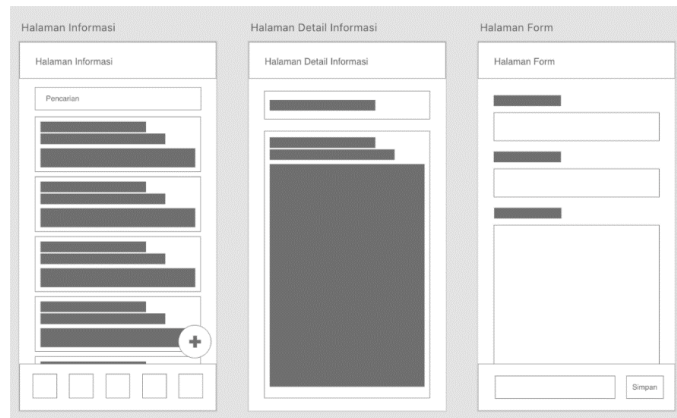 Halaman Informasi
Halaman Informasi
Pencarian
Halaman Detail Informasi
Halaman Detail Informasi
Halaman Form
Halaman Form
Simpan